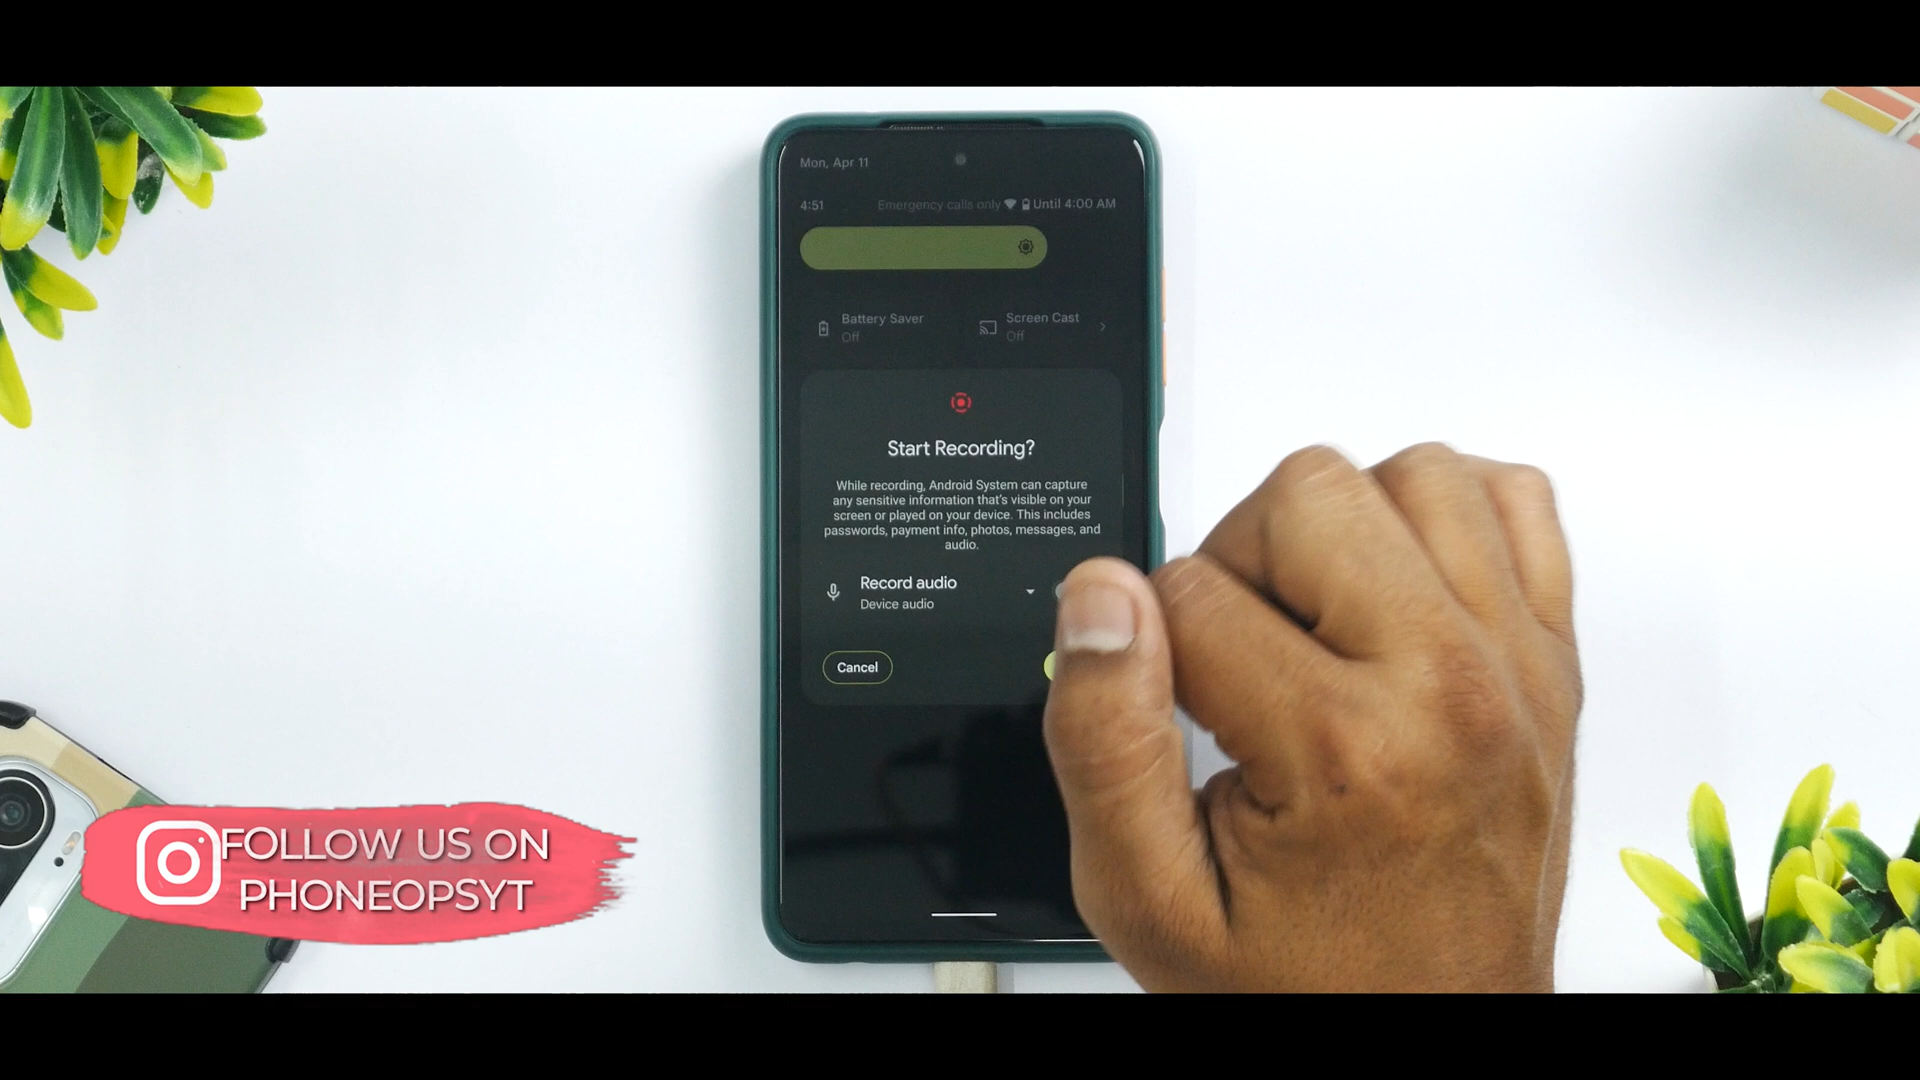 Mon, Apr 11
4:51
Emergency calls only
Until 4:00 AM
Battery Saver
Off
Screen Cast
Off
Start Recording?
While recording, Android System can capture
any sensitive information that's visible on your
screen or played on your device. This includes
passwords, payment info, photos, messages, and
audio.
Record audio
Device audio
Cancel
FOLLOW US ON
PHONEOPSYT